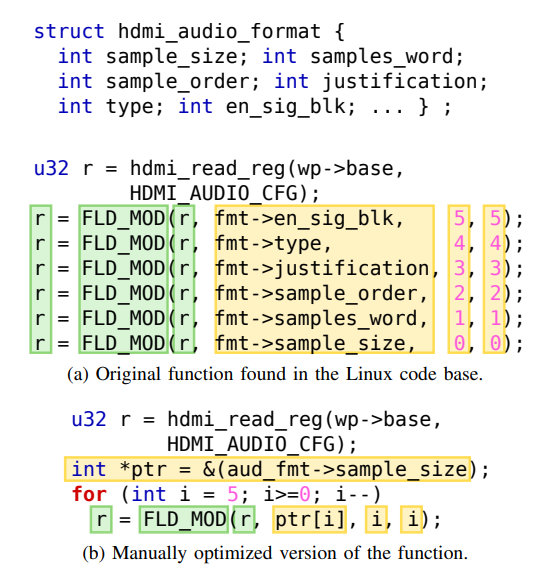 struct hdmi_audio_format {
int sample_size; int samples_word;
int sample_order; int justification;
int type; int en_sig_blk; ... } ;
u32 r = hdmi_read_reg(wp->base,
HDMI_AUDIO_CFG);
r = FLD_MOD(r, fmt->en_sig_blk, 5, 5);
r = FLD_MOD(r, fmt->type, 4, 4);
r = FLD_MOD(r, fmt->justification, 3, 3);
r = FLD_MOD(r, fmt->sample_order, 2, 2);
r = FLD_MOD(r, fmt->samples_word, 1, 1);
r = FLD_MOD(r, fmt->sample_size, 0, 0);
(a) Original function found in the Linux code base.
u32 r = hdmi_read_reg(wp->base,
HDMI_AUDIO_CFG);
int *ptr = &(aud_fmt->sample_size);
for (int i = 5; i>=0; i--)
r = FLD_MOD(r, ptr[i], i, i);
(b) Manually optimized version of the function.